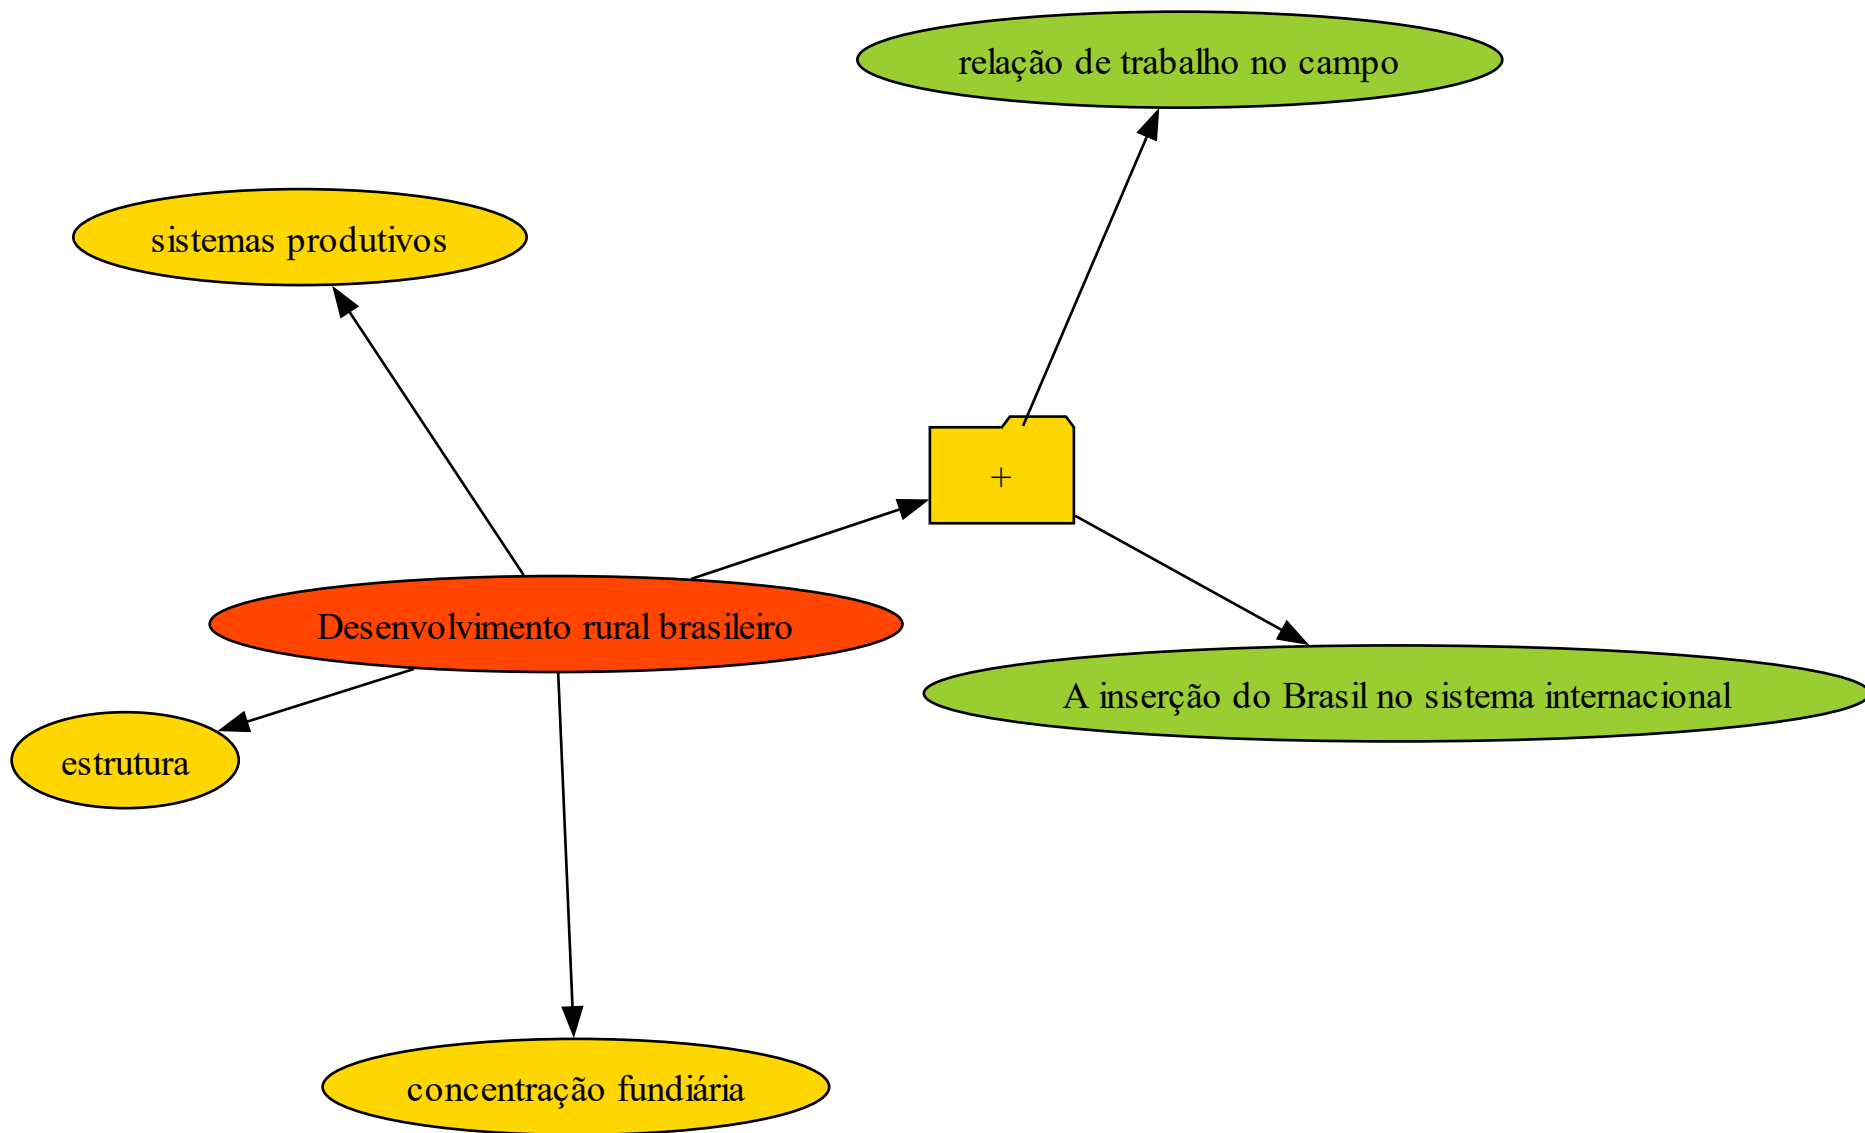 relação de trabalho no campo
sistemas produtivos
+
Desenvolvimento rural brasileiro
A inserção do Brasil no sistema internacional
estrutura
concentração fundiária